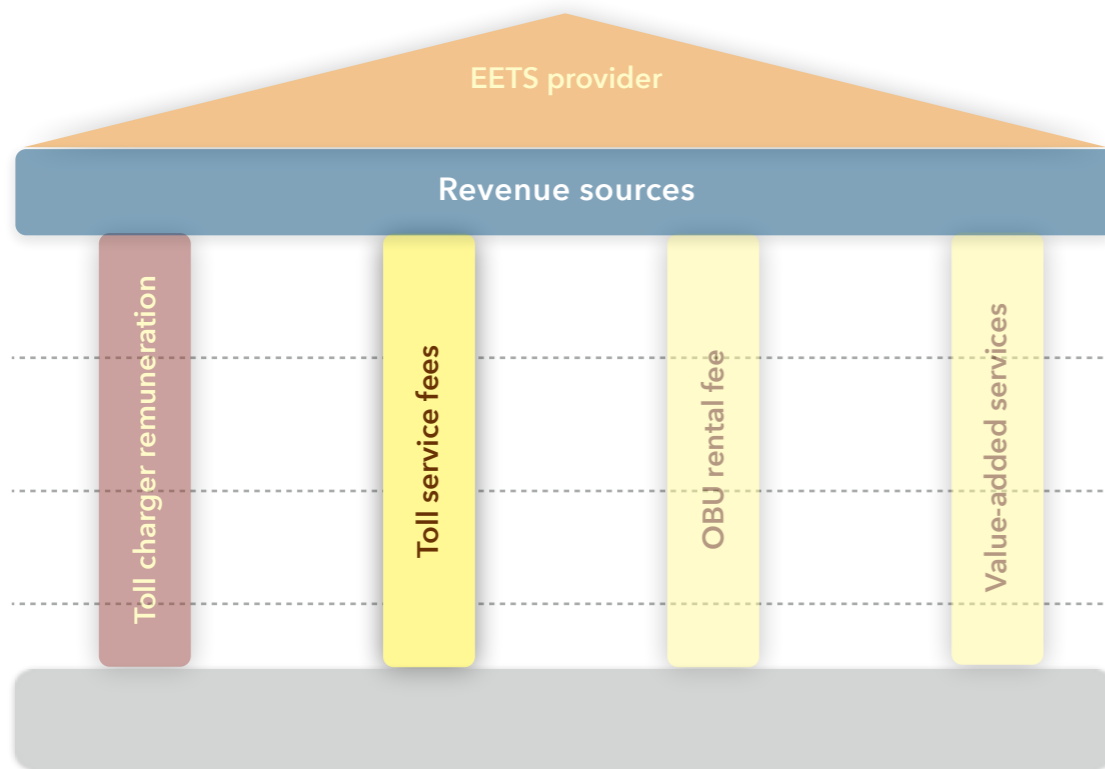 EETS provider
Revenue sources
Toll charger remuneration
Toll service fees
OBU rental fee
Value-added services